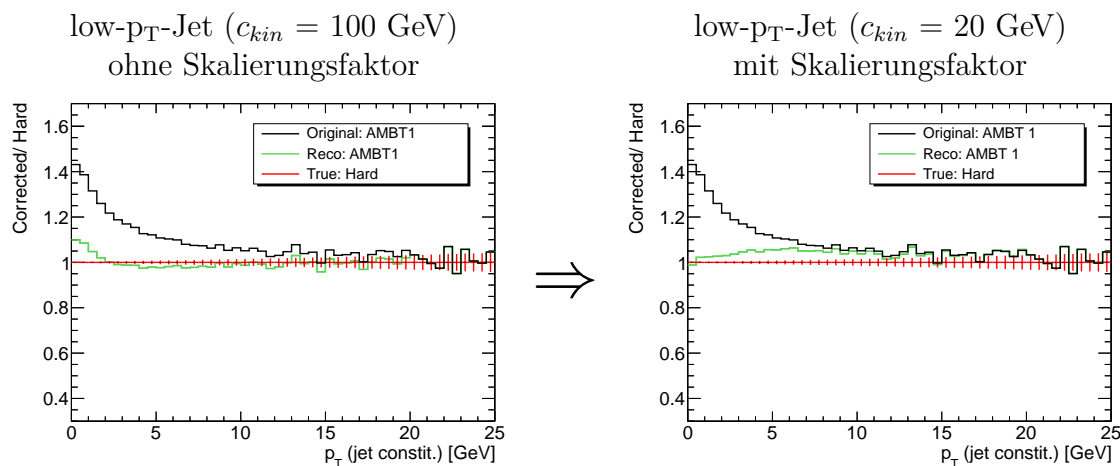 low-pT-Jet (ckin = 100 GeV)
ohne Skalierungsfaktor
Corrected/ Hard
1.6
1.4
1.2
1
0.8
0.6
0.4
Original: AMBT1
Reco: AMBT1
True: Hard
0 5 10 15 20 25
pT (jet constit.) [GeV]
⇒
low-pT-Jet (ckin = 20 GeV)
mit Skalierungsfaktor
Corrected/ Hard
1.6
1.4
1.2
1
0.8
0.6
0.4
Original: AMBT 1
Reco: AMBT 1
True: Hard
0 5 10 15 20 25
pT (jet constit.) [GeV]